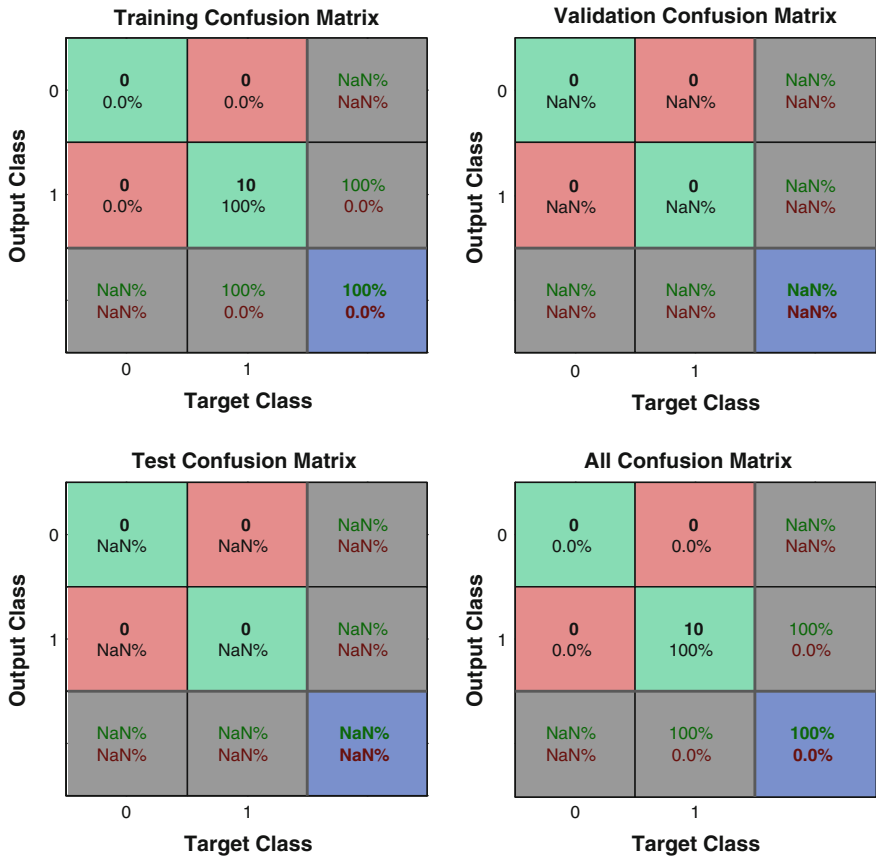 Training Confusion Matrix
Output Class
0
0 0 NaN%
0.0% 0.0% NaN%
1
0 10 100%
0.0% 100% 0.0%
NaN% 100% 100%
NaN% 0.0% 0.0%
0 1
Target Class
Validation Confusion Matrix
Output Class
0
0 0 NaN%
NaN% NaN% NaN%
1
0 0 NaN%
NaN% NaN% NaN%
NaN% NaN% NaN%
NaN% NaN% NaN%
0 1
Target Class
Test Confusion Matrix
Output Class
0
0 0 NaN%
NaN% NaN% NaN%
1
0 0 NaN%
NaN% NaN% NaN%
NaN% NaN% NaN%
NaN% NaN% NaN%
0 1
Target Class
All Confusion Matrix
Output Class
0
0 0 NaN%
0.0% 0.0% NaN%
1
0 10 100%
0.0% 100% 0.0%
NaN% 100% 100%
NaN% 0.0% 0.0%
0 1
Target Class